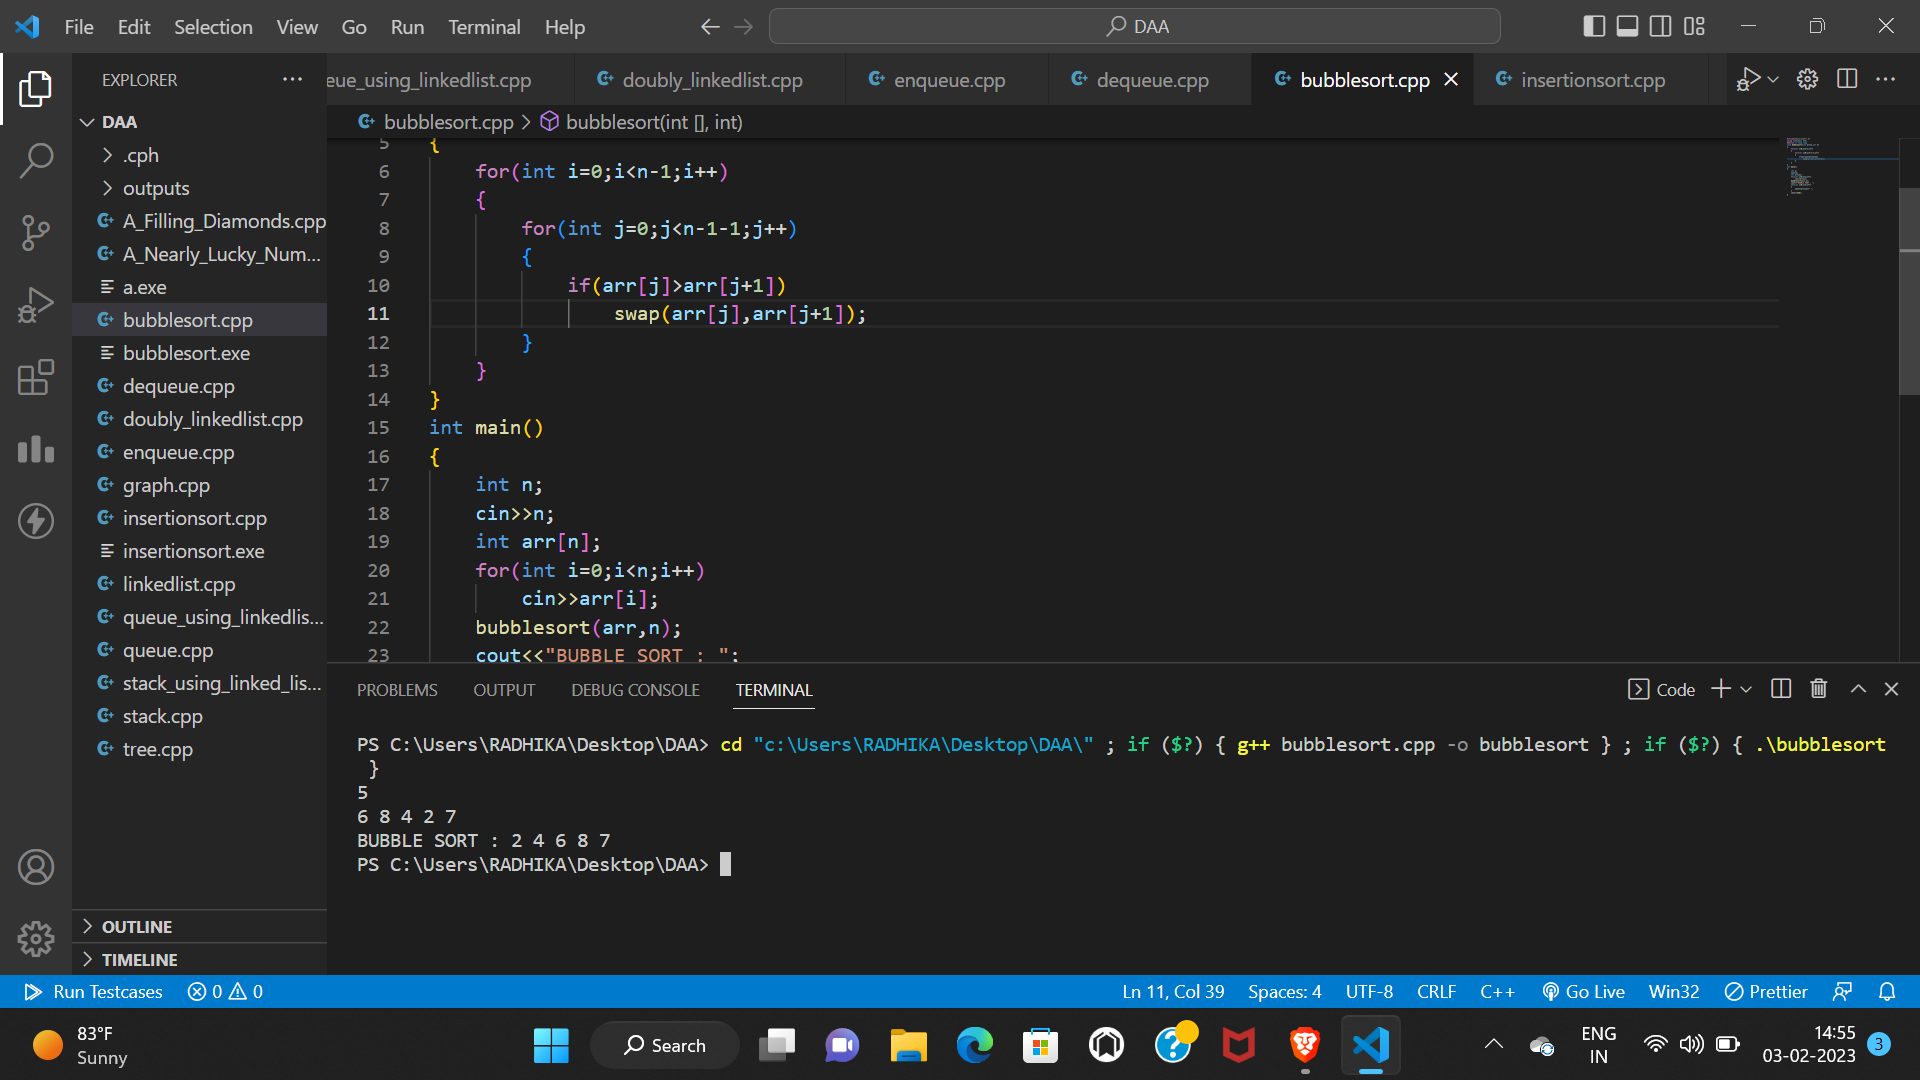 File Edit Selection View Go Run Terminal Help
DAA
EXPLORER
DAA
.cph
outputs
A_Filling_Diamonds.cpp
A_Nearly_Lucky_Num...
a.exe
bubblesort.cpp
bubblesort.exe
dequeue.cpp
doubly_linkedlist.cpp
enqueue.cpp
graph.cpp
insertionsort.cpp
insertionsort.exe
linkedlist.cpp
queue_using_linkedlis...
queue.cpp
stack_using_linked_lis...
stack.cpp
tree.cpp
OUTLINE
TIMELINE
eue_using_linkedlist.cpp doubly_linkedlist.cpp enqueue.cpp dequeue.cpp bubblesort.cpp insertionsort.cpp
bubblesort.cpp > bubblesort(int [], int)
5 {
6 for(int i=0;i<n-1;i++)
7 {
8 for(int j=0;j<n-1-1;j++)
9 {
10 if(arr[j]>arr[j+1])
11 swap(arr[j],arr[j+1]);
12 }
13 }
14 }
15 int main()
16 {
17 int n;
18 cin>>n;
19 int arr[n];
20 for(int i=0;i<n;i++)
21 cin>>arr[i];
22 bubblesort(arr,n);
23 cout<<"BUBBLE SORT : ";
PROBLEMS OUTPUT DEBUG CONSOLE TERMINAL
Code
PS C:\Users\RADHIKA\Desktop\DAA> cd "c:\Users\RADHIKA\Desktop\DAA\" ; if ($?) { g++ bubblesort.cpp -o bubblesort } ; if ($?) { .\bubblesort
}
5
6 8 4 2 7
BUBBLE SORT : 2 4 6 8 7
PS C:\Users\RADHIKA\Desktop\DAA>
Run Testcases 0 0
Ln 11, Col 39 Spaces: 4 UTF-8 CRLF C++ Go Live Win32 Prettier
83°F
Sunny
Search
ENG
IN
14:55
03-02-2023
3